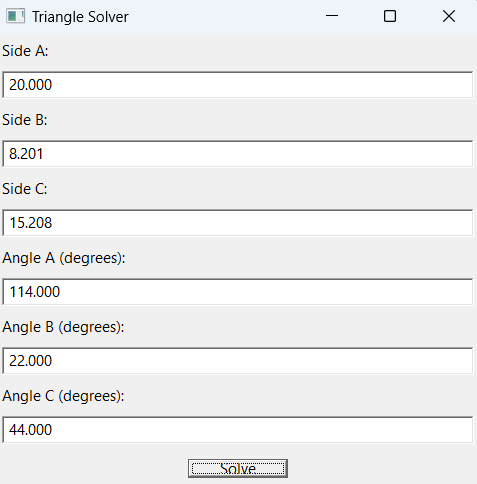 Triangle Solver
Side A:
20.000
Side B:
8.201
Side C:
15.208
Angle A (degrees):
114.000
Angle B (degrees):
22.000
Angle C (degrees):
44.000
Solve